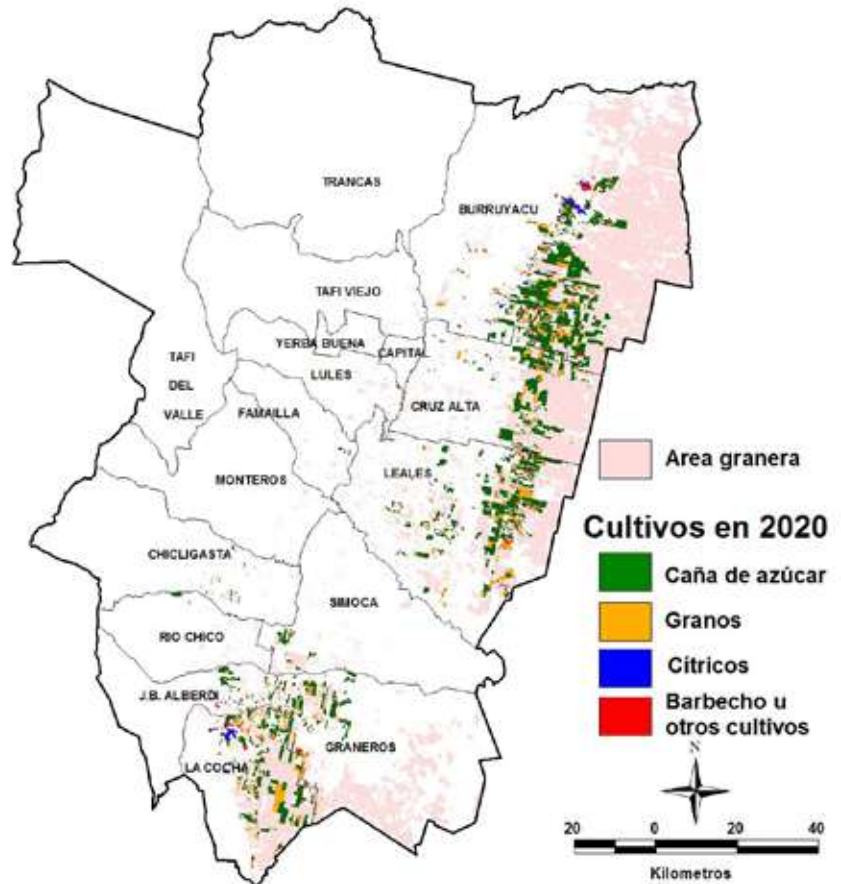 TRANCAS
BURRUYACU
TAFI VIEJO
YERBA BUENA
CAPITAL
TAFI
DEL
VALLE
LULES
FAMAILLA
CRUZ ALTA
MONTEROS
LEALES
CHICLIGASTA
SIMOCA
RIO CHICO
J.B. ALBERDI
GRANEROS
LA COCHA
Area granera
Cultivos en 2020
Caña de azúcar
Granos
Cítricos
Barbecho u
otros cultivos
N
20 0 20 40
Kilometros